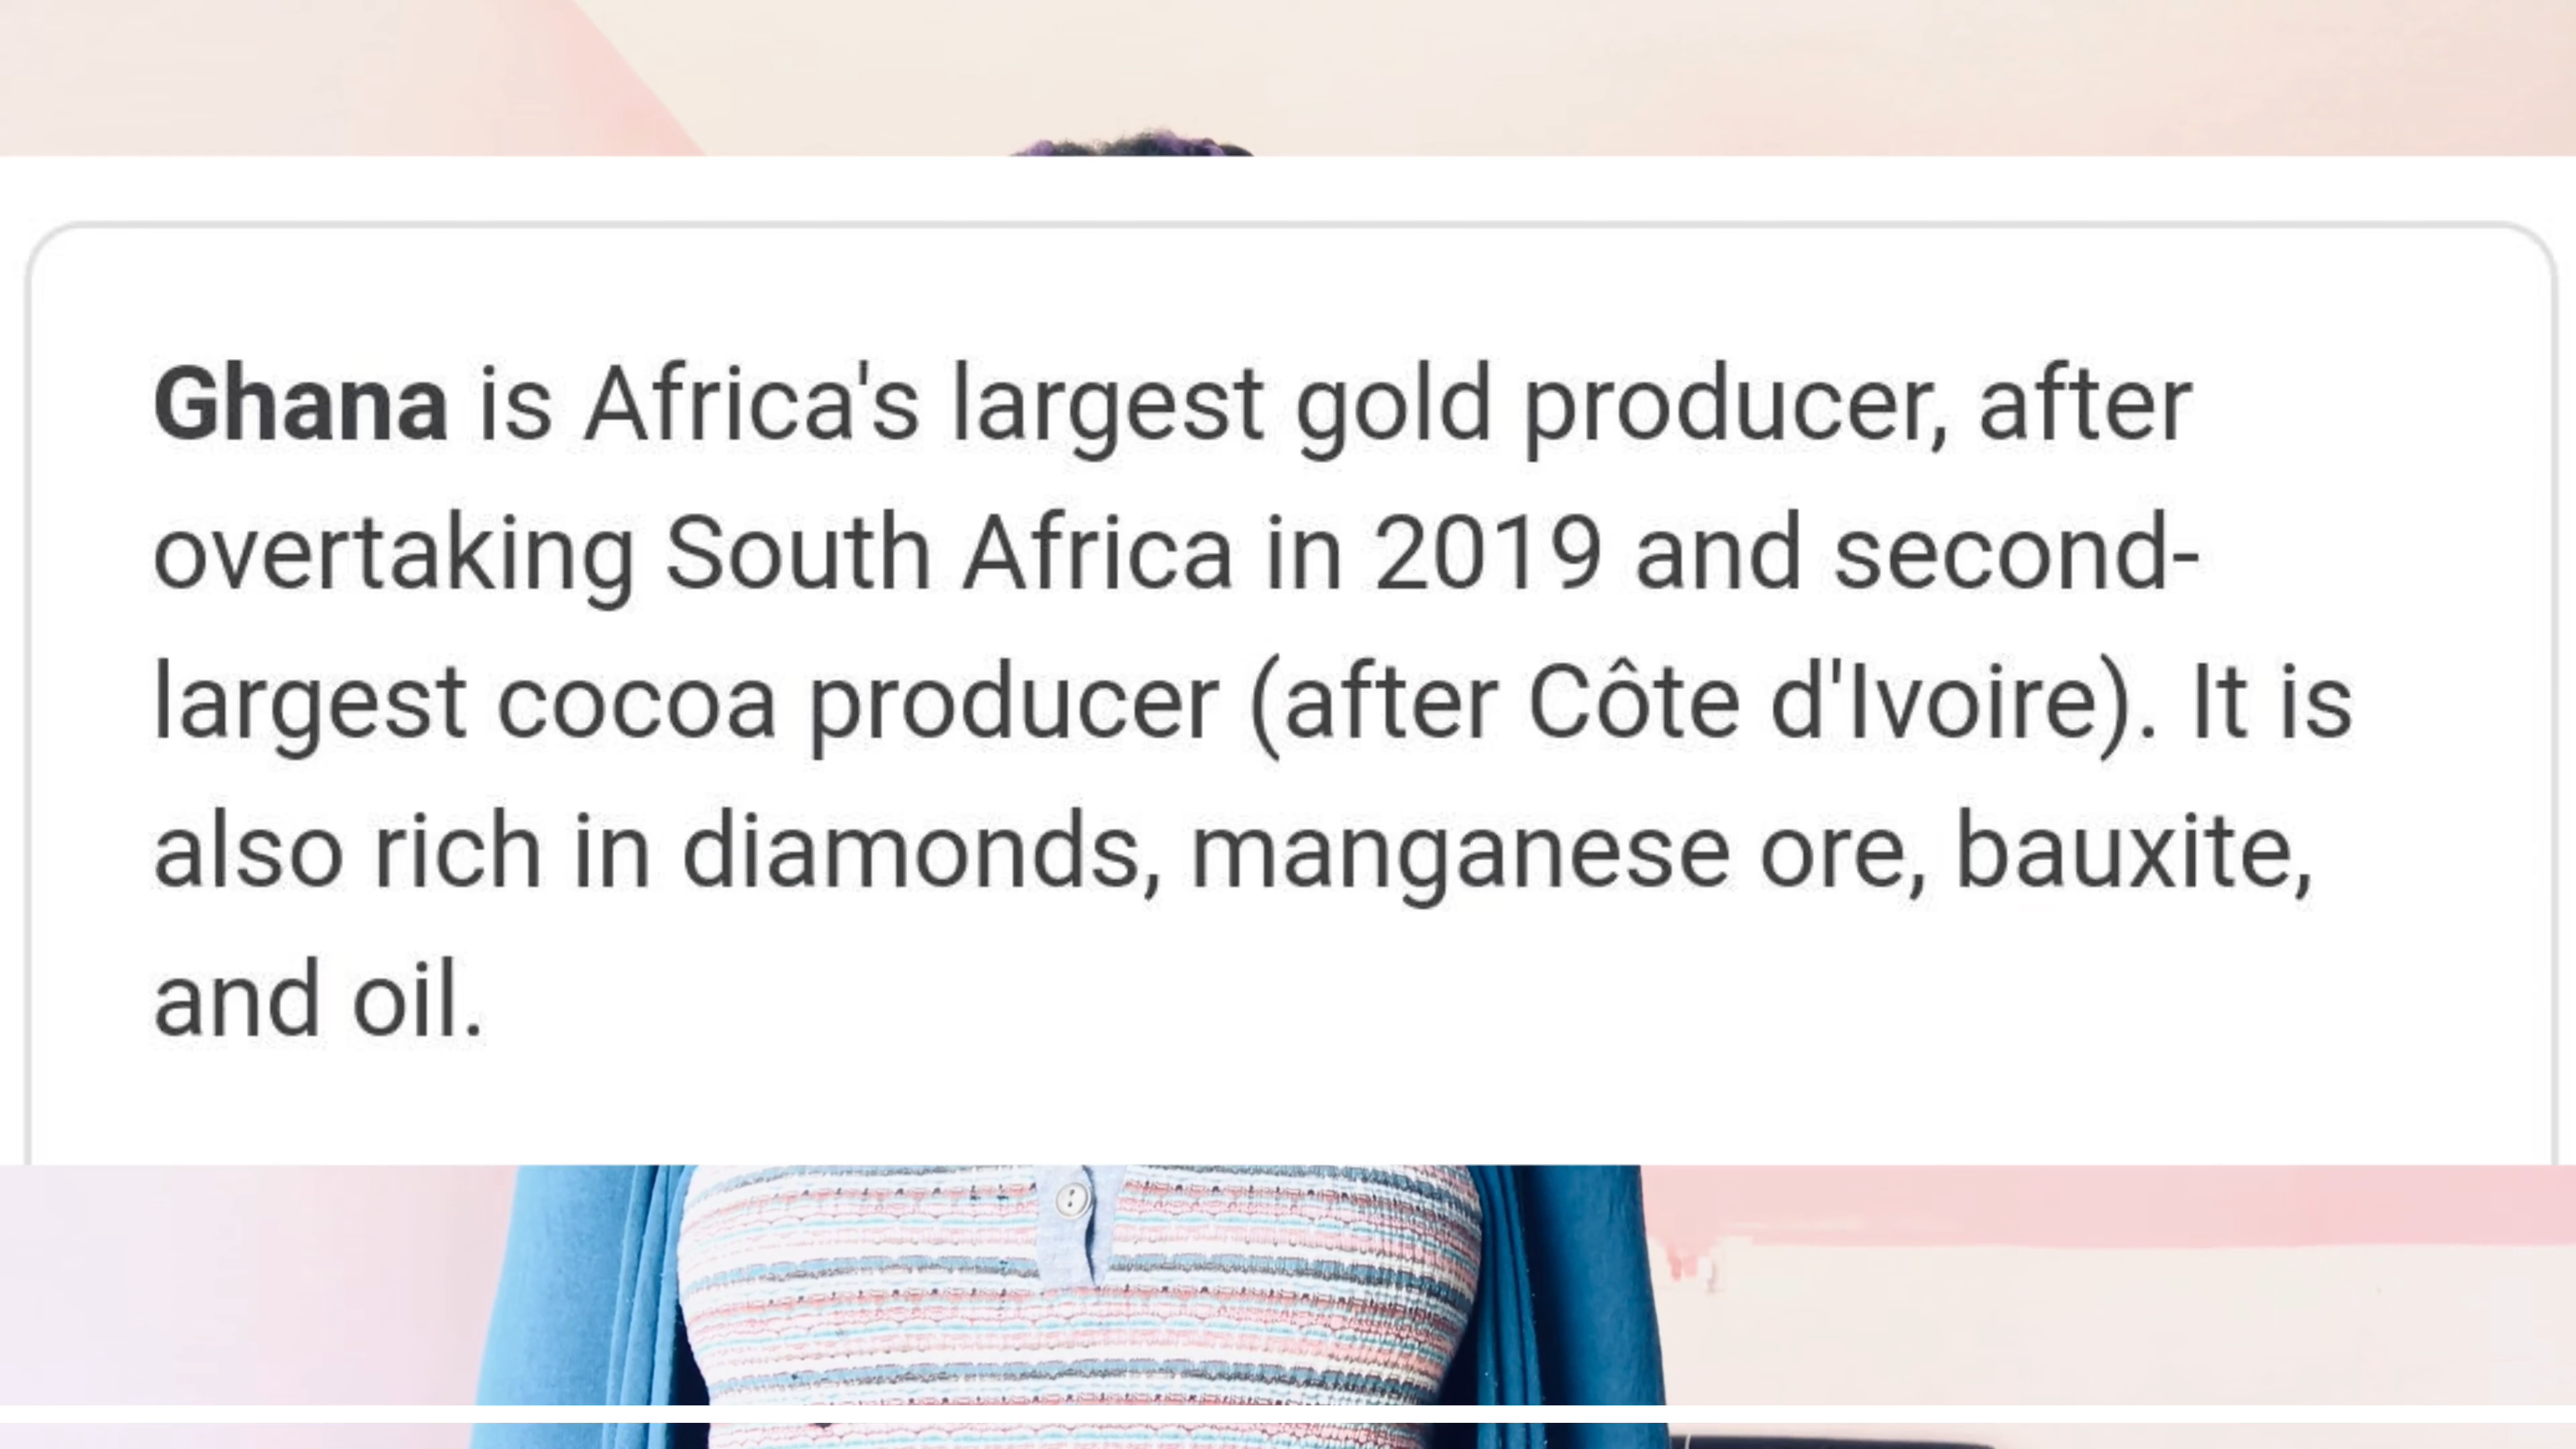 Ghana is Africa's largest gold producer, after
overtaking South Africa in 2019 and second-
largest cocoa producer (after Côte d'Ivoire). It is
also rich in diamonds, manganese ore, bauxite,
and oil.